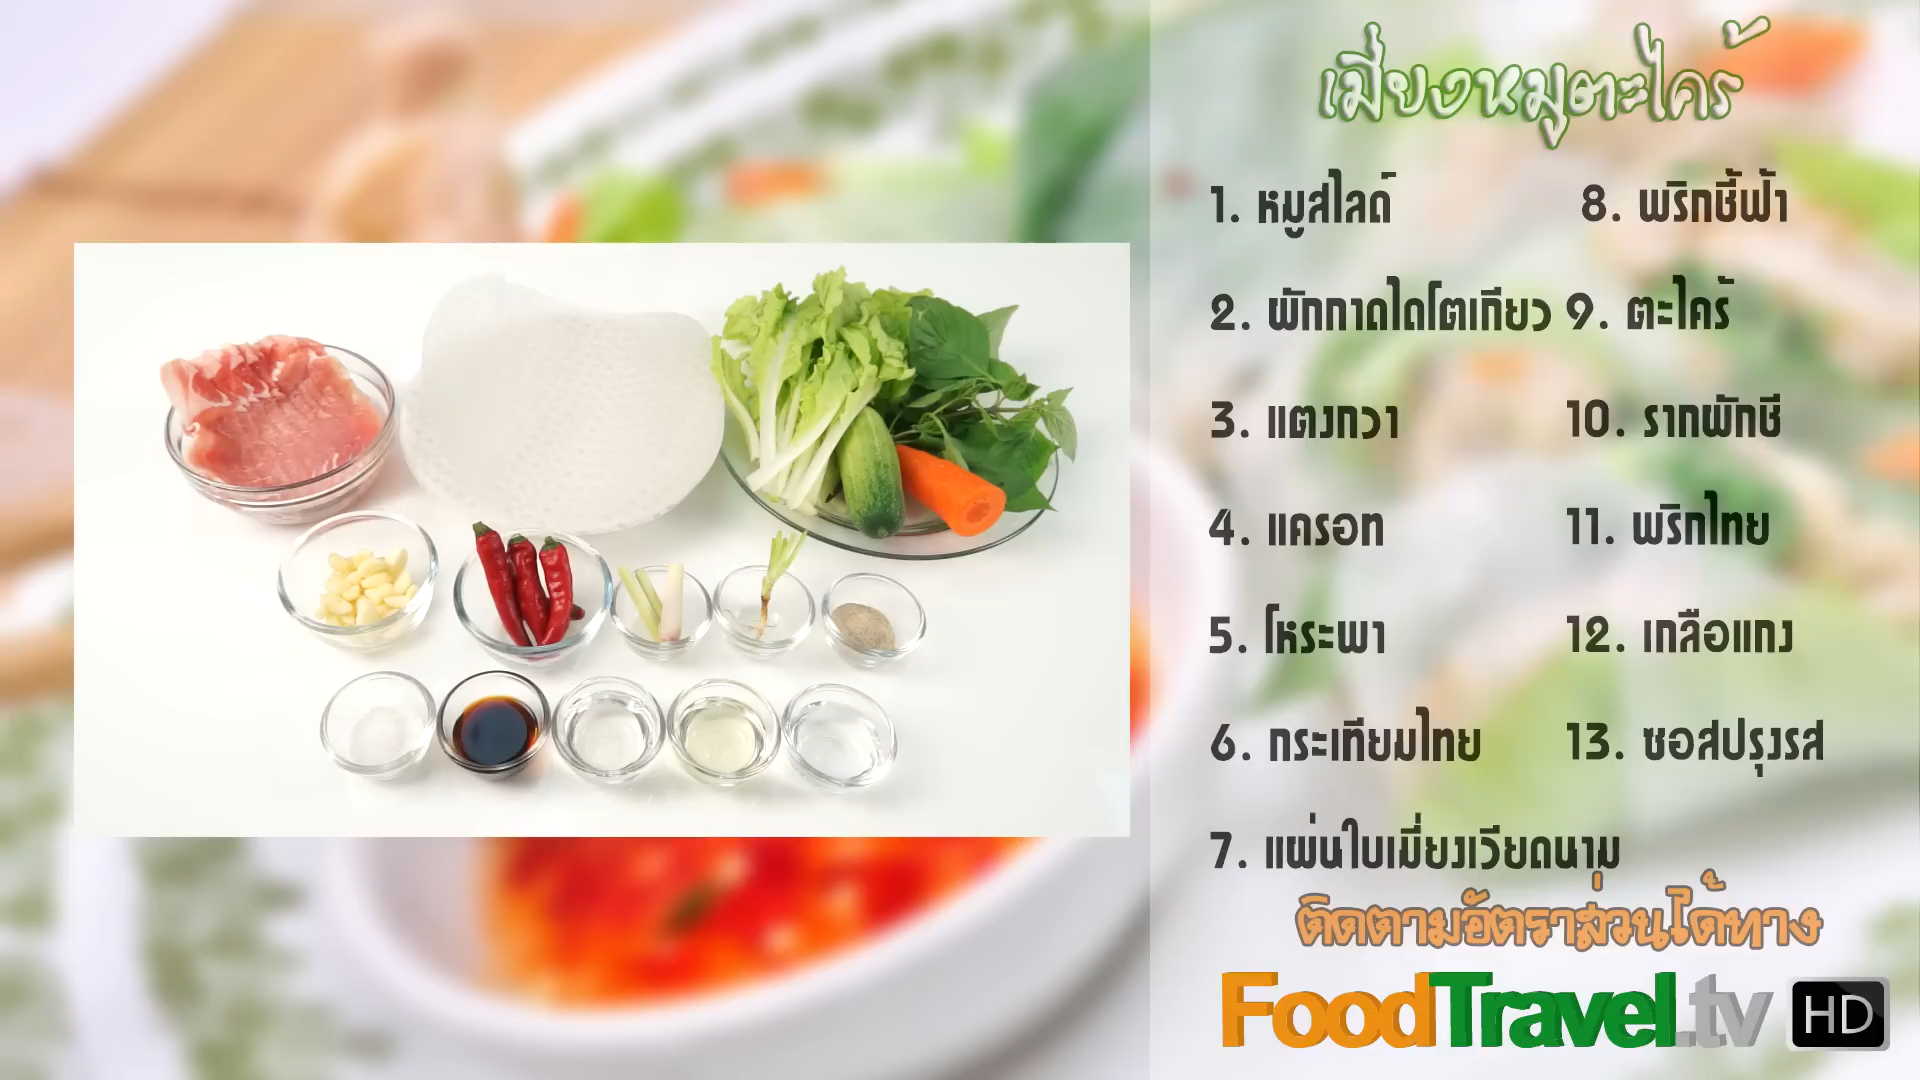 เมี่ยงหมูตะไคร้
1. หมูสไลด์
2. ผักกาดไดโตเกียว
3. แตงกวา
4. แครอท
5. โหระพา
6. กระเทียมไทย
7. แผ่นใบเมี่ยงเวียดนาม
8. พริกชี้ฟ้า
9. ตะไคร้
10. รากผักชี
11. พริกไทย
12. เกลือแกง
13. ซอสปรุงรส
ติดตามอัตราส่วนได้ทาง
FoodTravel.tv HD